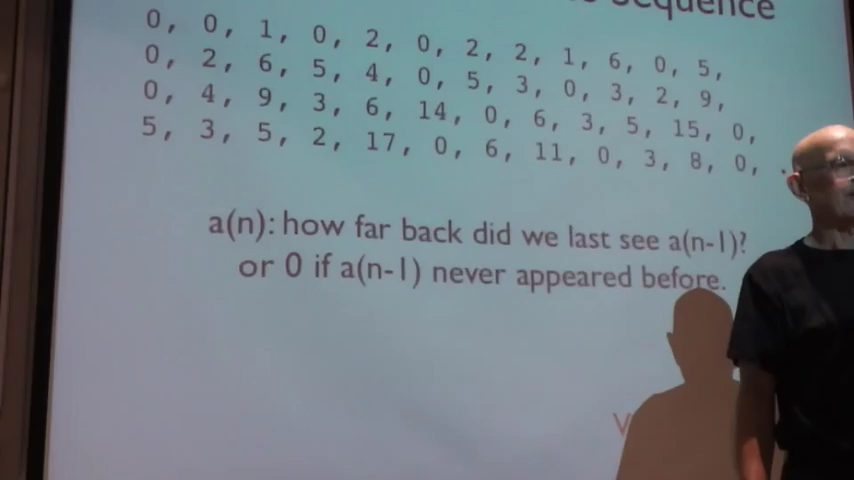 sequence
0, 0, 1, 0, 2, 0, 2, 2, 1, 6, 0, 5,
0, 2, 6, 5, 4, 0, 5, 3, 0, 3, 2, 9,
0, 4, 9, 3, 6, 14, 0, 6, 3, 5, 15, 0,
5, 3, 5, 2, 17, 0, 6, 11, 0, 3, 8, 0, .
a(n): how far back did we last see a(n-1)?
or 0 if a(n-1) never appeared before.
V